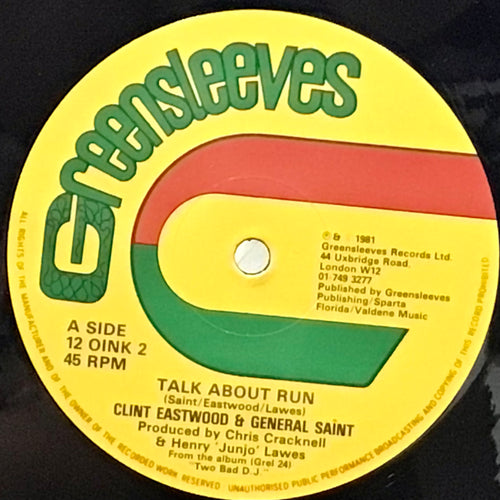 Greensleeves
℗ & © 1981
Greensleeves Records Ltd.
44 Uxbridge Road,
London W12
01-749 3277
Published by Greensleeves
Publishing/Sparta
Florida/Valdene Music
A SIDE
12 OINK 2
45 RPM
TALK ABOUT RUN
(Saint/Eastwood/Lawes)
CLINT EASTWOOD & GENERAL SAINT
Produced by Chris Cracknell
& Henry 'Junjo' Lawes
From the album (Grel 24)
"Two Bad D.J."
ALL RIGHTS OF THE MANUFACTURER AND OF THE OWNER OF THE RECORDED WORK RESERVED UNAUTHORISED PUBLIC PERFORMANCE BROADCASTING AND COPYING OF THIS RECORD PROHIBITED